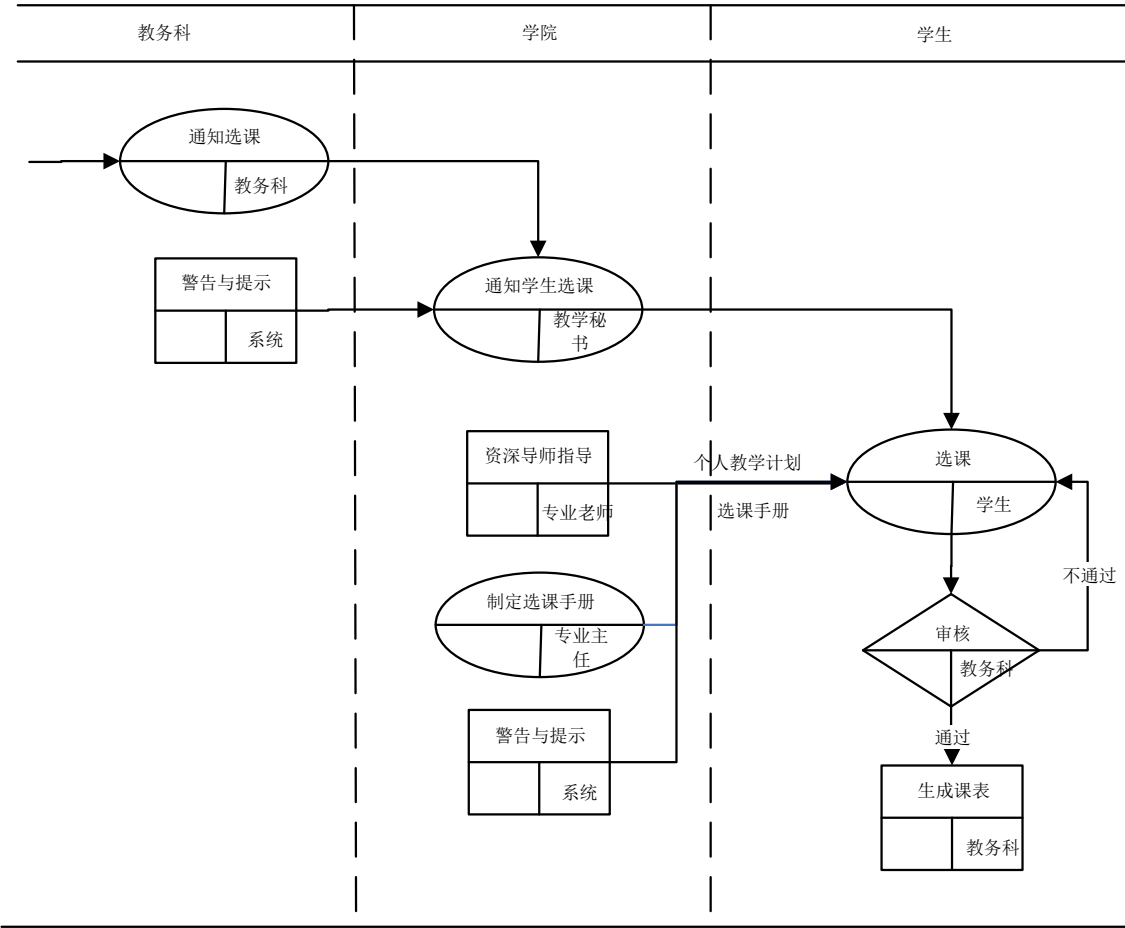 教务科
学院
学生
通知选课
教务科
警告与提示
系统
通知学生选课
教学秘
书
资深导师指导
专业老师
个人教学计划
选课手册
选课
学生
不通过
制定选课手册
专业主
任
审核
教务科
警告与提示
系统
通过
生成课表
教务科